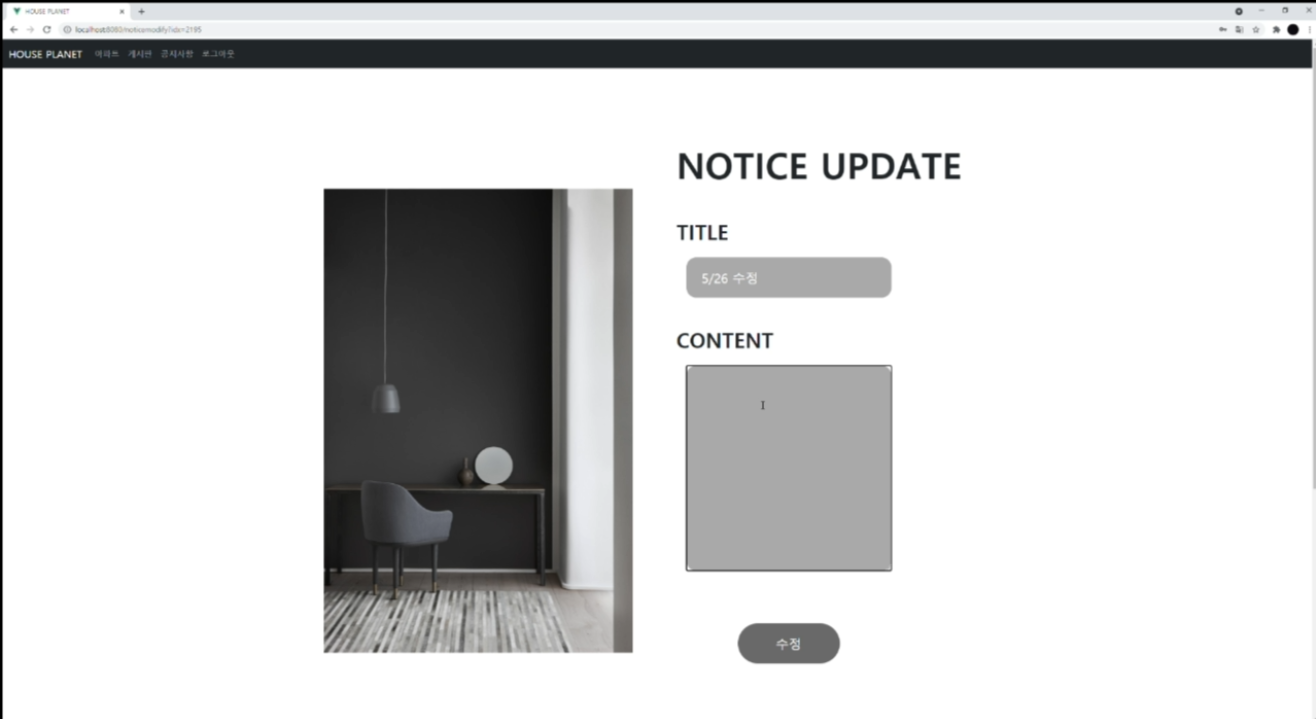 HOUSE PLANET
localhost:8080/noticemodify?idx=2195
HOUSE PLANET 아파트 게시판 공지사항 로그아웃
NOTICE UPDATE
TITLE
5/26 수정
CONTENT
수정